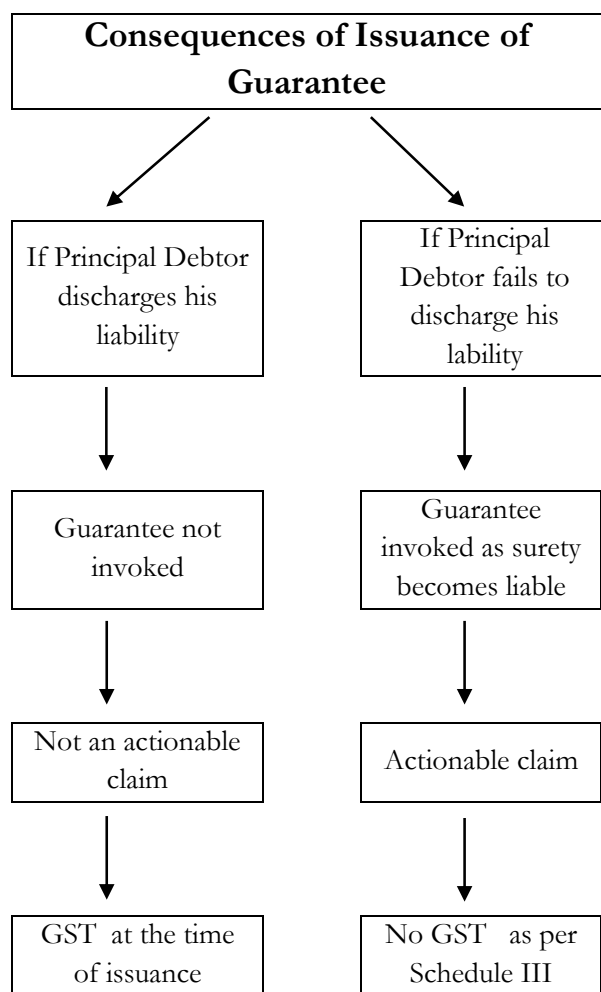 Consequences of Issuance of
Guarantee
If Principal Debtor
discharges his
liability
If Principal
Debtor fails to
discharge his
lability
Guarantee not
invoked
Guarantee
invoked as surety
becomes liable
Not an actionable
claim
Actionable claim
GST at the time
of issuance
No GST as per
Schedule III